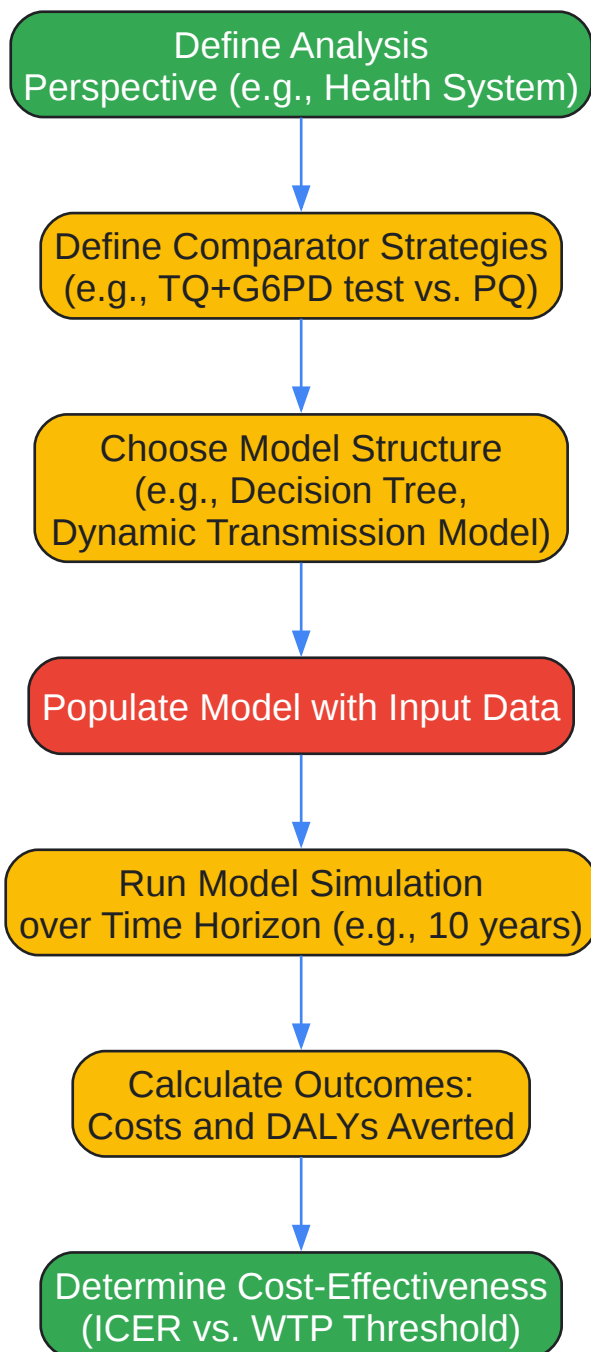 Define Analysis
Perspective (e.g., Health System)
Define Comparator Strategies
(e.g., TQ+G6PD test vs. PQ)
Choose Model Structure
(e.g., Decision Tree,
Dynamic Transmission Model)
Populate Model with Input Data
Run Model Simulation
over Time Horizon (e.g., 10 years)
Calculate Outcomes:
Costs and DALYs Averted
Determine Cost-Effectiveness
(ICER vs. WTP Threshold)